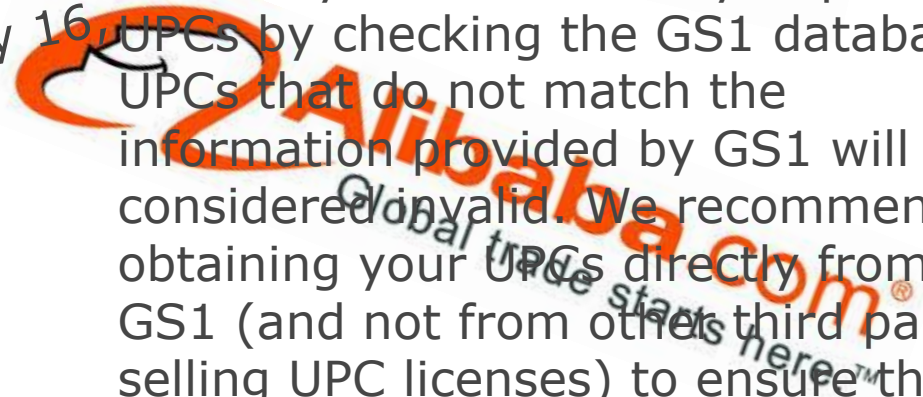 y 16,
UPCs by checking the GS1 databa
UPCs that do not match the
information provided by GS1 will
considered invalid. We recommen
obtaining your UPCs directly from
GS1 (and not from other third pa
selling UPC licenses) to ensure th
Alibaba.com®
Global trade starts here.™